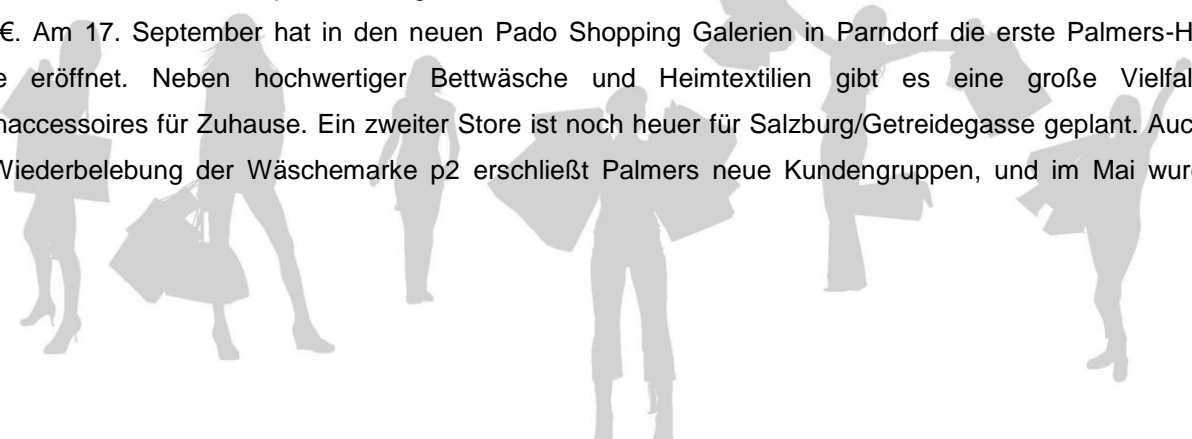 €. Am 17. September hat in den neuen Pado Shopping Galerien in Parndorf die erste Palmers-H
e eröffnet. Neben hochwertiger Bettwäsche und Heimtextilien gibt es eine große Vielfal
naccessoires für Zuhause. Ein zweiter Store ist noch heuer für Salzburg/Getreidegasse geplant. Auc
Wiederbelebung der Wäschemarke p2 erschließt Palmers neue Kundengruppen, und im Mai wur